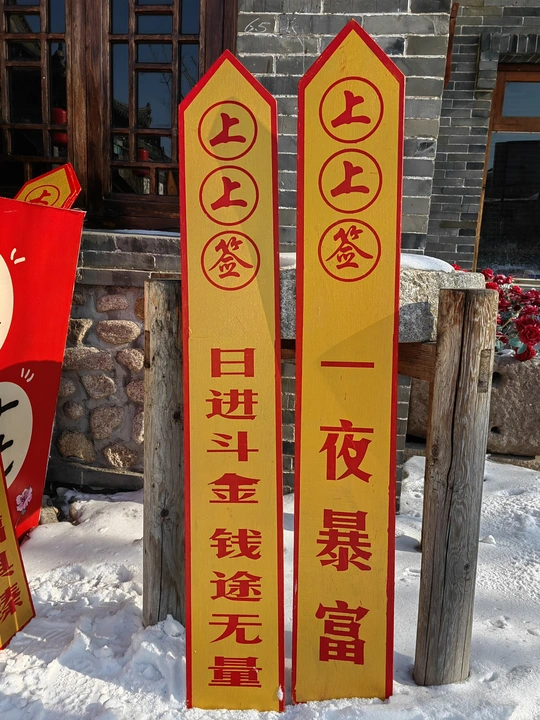 上上签
日进斗金 钱途无量
上上签
一夜暴富